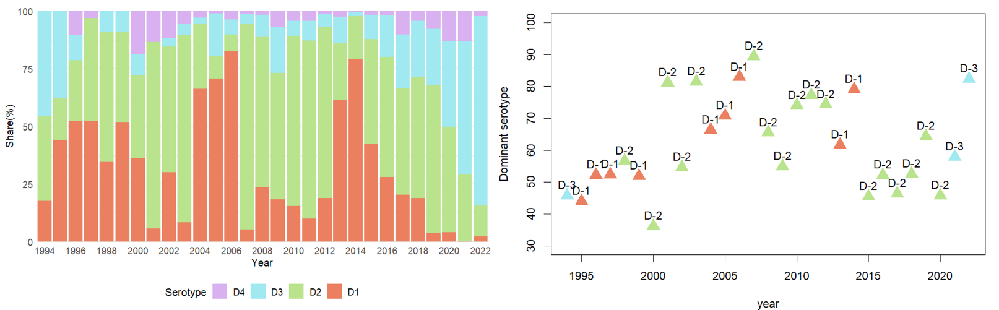 100
75
50
25
0
Share(%)
1994 1996 1998 2000 2002 2004 2006 2008 2010 2012 2014 2016 2018 2020 2022
Year
Serotype D4 D3 D2 D1
100
90
80
70
60
50
40
30
Dominant serotype
D-3
D-1
D-1
D-1
D-2
D-1
D-2
D-2
D-2
D-2
D-1
D-1
D-1
D-2
D-2
D-2
D-2
D-2
D-2
D-1
D-1
D-2
D-2
D-2
D-2
D-2
D-2
D-3
D-3
1995 2000 2005 2010 2015 2020
year